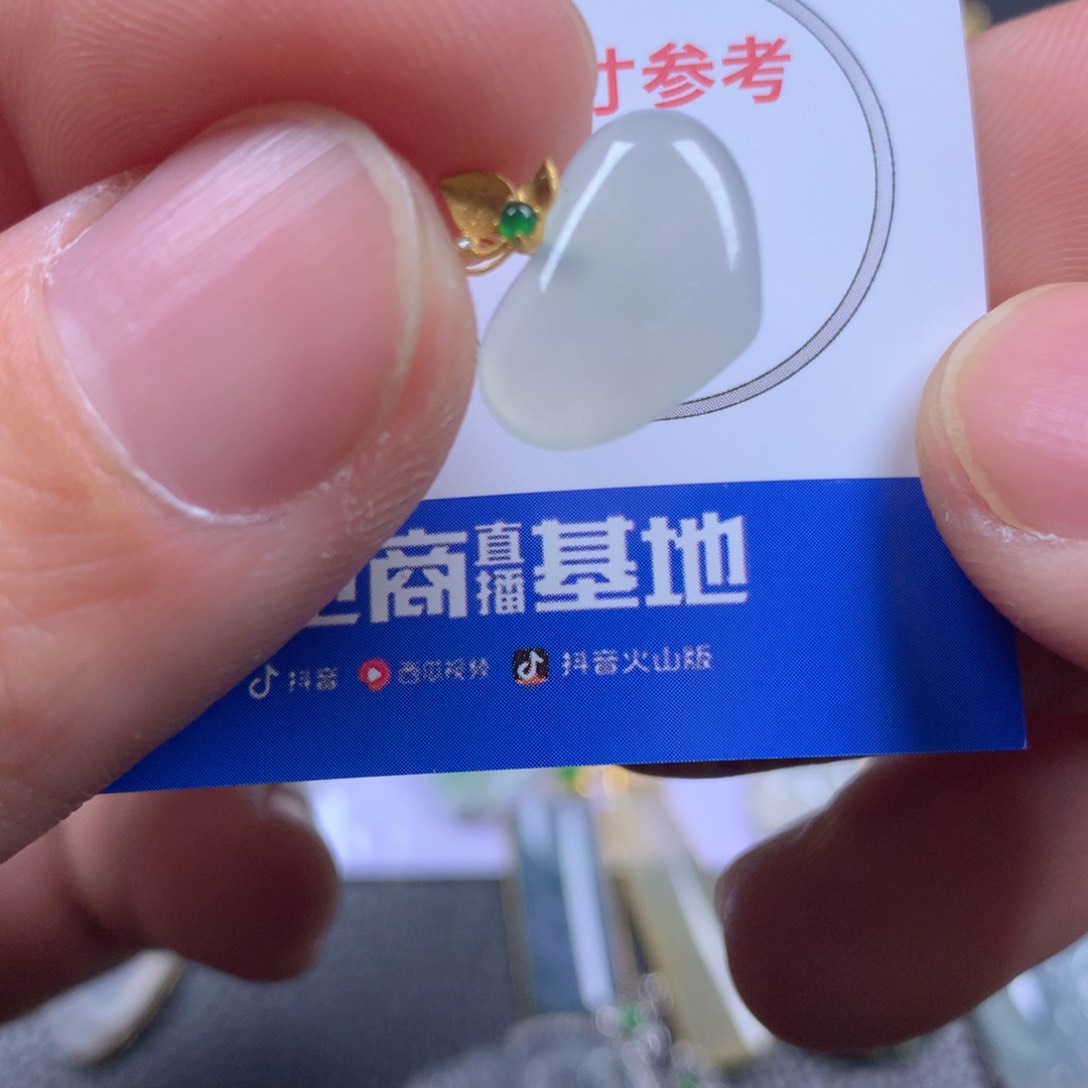 寸参考
商直播基地
抖音 西瓜视频 抖音火山版